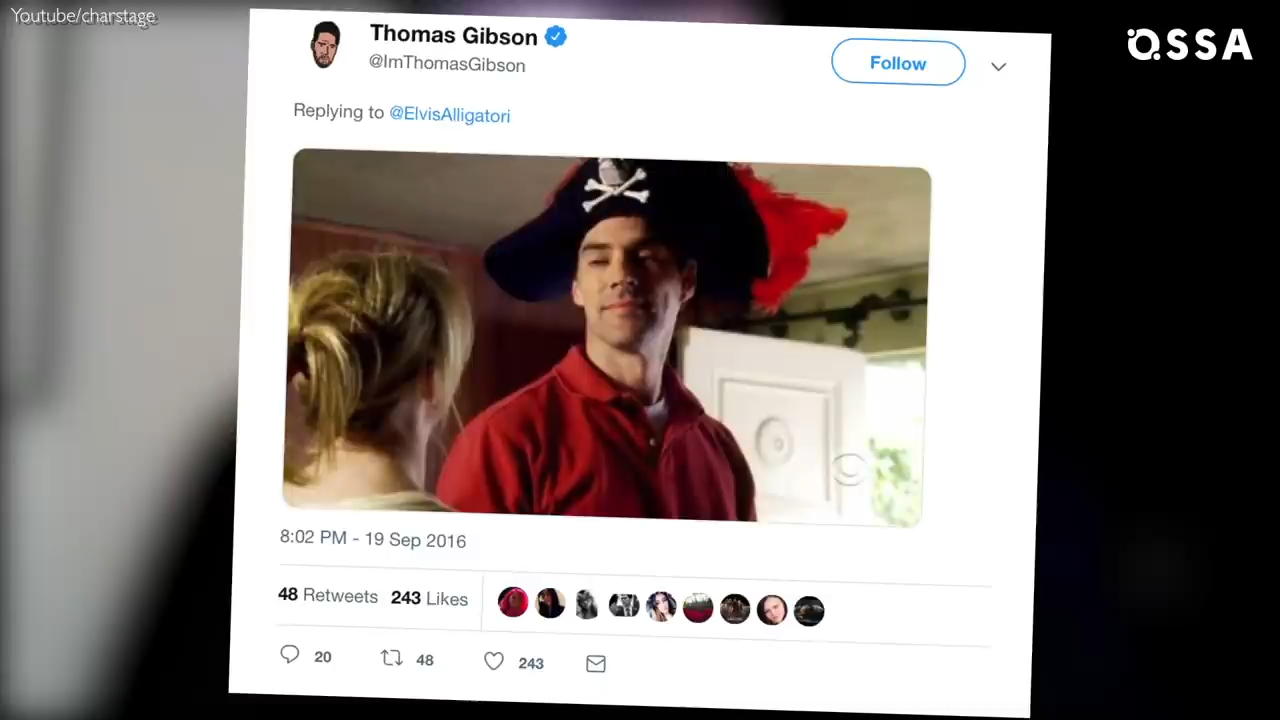 Youtube/charstage
QSSA
Thomas Gibson
@ImThomasGibson
Follow
Replying to @ElvisAlligatori
8:02 PM - 19 Sep 2016
48 Retweets 243 Likes
20 48 243